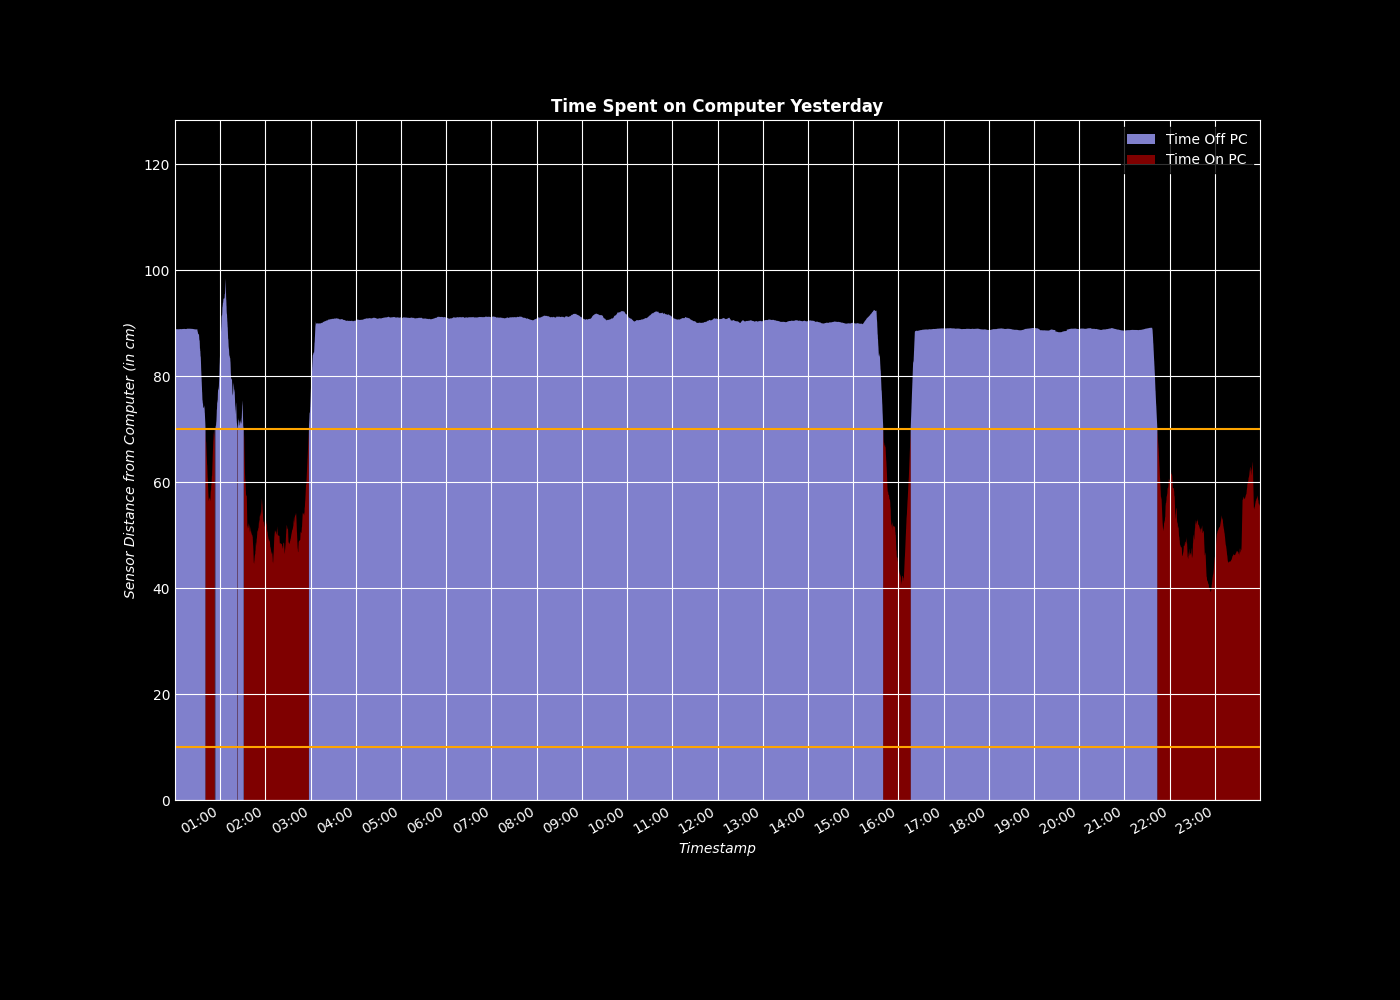 Time Spent on Computer Yesterday
Time Off PC
Time On PC
Sensor Distance from Computer (in cm)
120
100
80
60
40
20
0
01:00 02:00 03:00 04:00 05:00 06:00 07:00 08:00 09:00 10:00 11:00 12:00 13:00 14:00 15:00 16:00 17:00 18:00 19:00 20:00 21:00 22:00 23:00
Timestamp